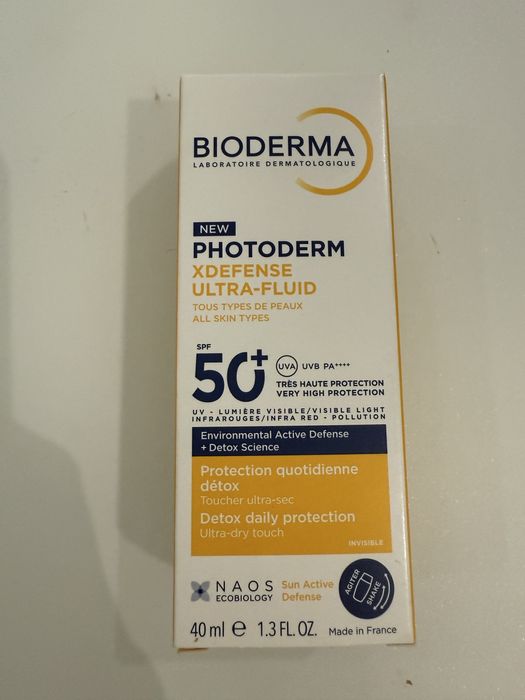 BIODERMA
LABORATOIRE DERMATOLOGIQUE
NEW
PHOTODERM
XDEFENSE
ULTRA-FLUID
TOUS TYPES DE PEAUX
ALL SKIN TYPES
SPF
50+
UVA UVB PA++++
TRÈS HAUTE PROTECTION
VERY HIGH PROTECTION
UV - LUMIÈRE VISIBLE/VISIBLE LIGHT
INFRAROUGES/INFRA RED - POLLUTION
Environmental Active Defense
+ Detox Science
Protection quotidienne
détox
Toucher ultra-sec
Detox daily protection
Ultra-dry touch
INVISIBLE
NAOS
ECOBIOLOGY
Sun Active
Defense
AGITER
SHAKE
40 ml ℮ 1.3 FL. OZ.
Made in France